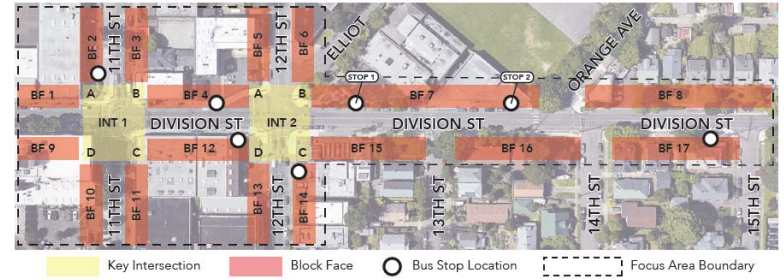 BF 2
11TH ST
BF 3
BF 5
12TH ST
BF 6
ELLIOT
ORANGE AVE
STOP 1
STOP 2
BF 1
A
B
BF 4
A
B
BF 7
BF 8
INT 1
DIVISION ST
INT 2
DIVISION ST
DIVISION ST
BF 9
D
C
BF 12
D
C
BF 15
BF 16
BF 17
BF 10
11TH ST
BF 11
BF 13
12TH ST
BF 14
13TH ST
14TH ST
15TH ST
Key Intersection
Block Face
Bus Stop Location
Focus Area Boundary